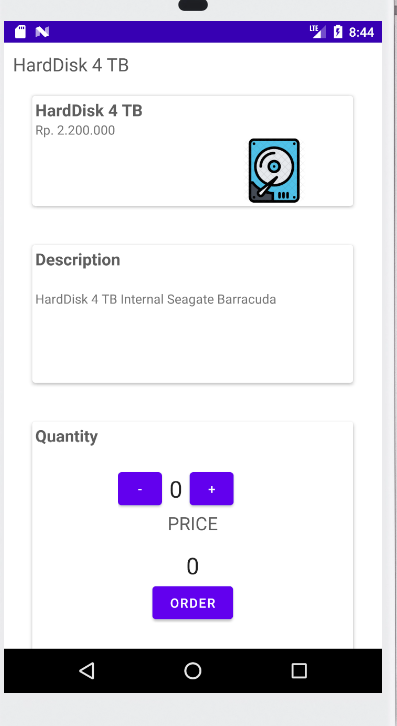 LTE 8:44
HardDisk 4 TB
HardDisk 4 TB
Rp. 2.200.000
Description
HardDisk 4 TB Internal Seagate Barracuda
Quantity
- 0 +
PRICE
0
ORDER